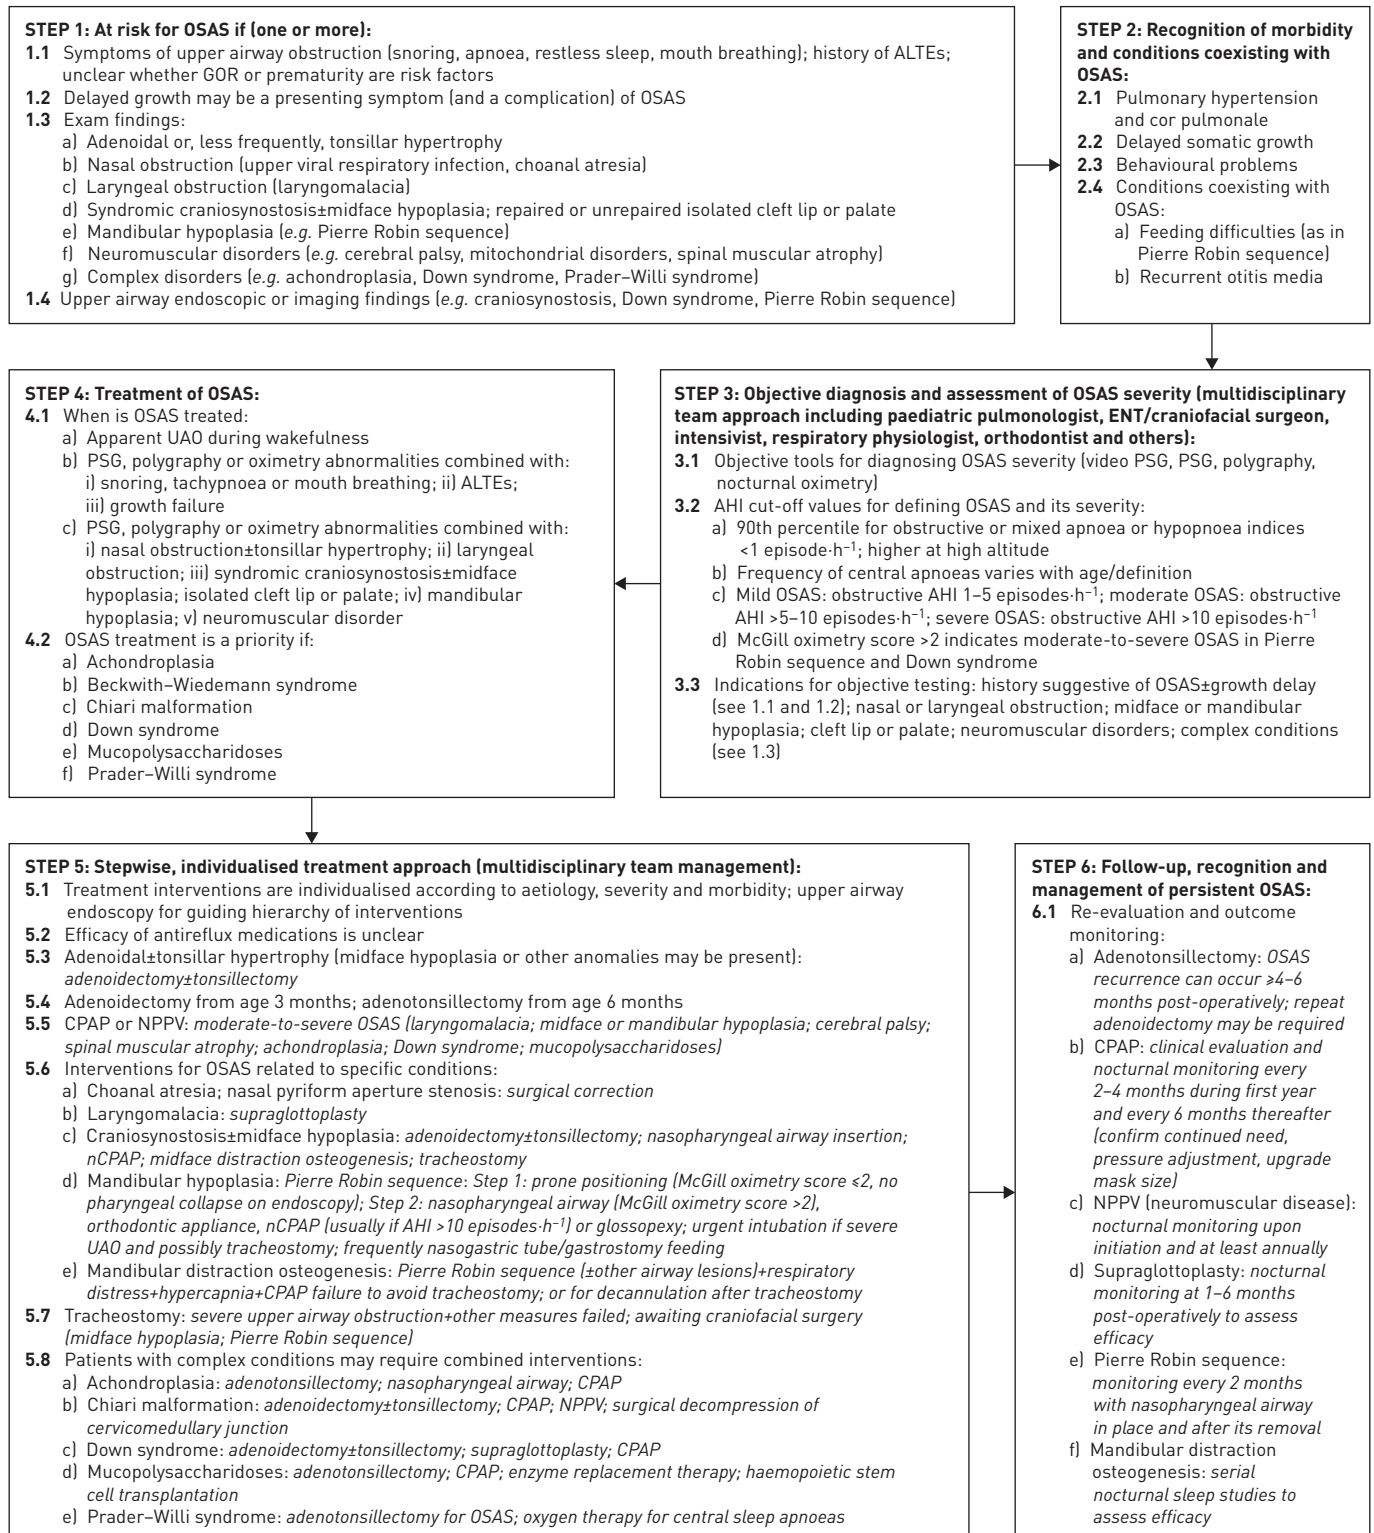 STEP 1: At risk for OSAS if (one or more):
1.1 Symptoms of upper airway obstruction (snoring, apnoea, restless sleep, mouth breathing); history of ALTEs;
unclear whether GOR or prematurity are risk factors
1.2 Delayed growth may be a presenting symptom (and a complication) of OSAS
1.3 Exam findings:
a) Adenoidal or, less frequently, tonsillar hypertrophy
b) Nasal obstruction (upper viral respiratory infection, choanal atresia)
c) Laryngeal obstruction (laryngomalacia)
d) Syndromic craniosynostosis±midface hypoplasia; repaired or unrepaired isolated cleft lip or palate
e) Mandibular hypoplasia (e.g. Pierre Robin sequence)
f) Neuromuscular disorders (e.g. cerebral palsy, mitochondrial disorders, spinal muscular atrophy)
g) Complex disorders (e.g. achondroplasia, Down syndrome, Prader–Willi syndrome)
1.4 Upper airway endoscopic or imaging findings (e.g. craniosynostosis, Down syndrome, Pierre Robin sequence)
STEP 2: Recognition of morbidity
and conditions coexisting with
OSAS:
2.1 Pulmonary hypertension
and cor pulmonale
2.2 Delayed somatic growth
2.3 Behavioural problems
2.4 Conditions coexisting with
OSAS:
a) Feeding difficulties (as in
Pierre Robin sequence)
b) Recurrent otitis media
STEP 3: Objective diagnosis and assessment of OSAS severity (multidisciplinary
team approach including paediatric pulmonologist, ENT/craniofacial surgeon,
intensivist, respiratory physiologist, orthodontist and others):
3.1 Objective tools for diagnosing OSAS severity (video PSG, PSG, polygraphy,
nocturnal oximetry)
3.2 AHI cut-off values for defining OSAS and its severity:
a) 90th percentile for obstructive or mixed apnoea or hypopnoea indices
<1 episode·h⁻¹; higher at high altitude
b) Frequency of central apnoeas varies with age/definition
c) Mild OSAS: obstructive AHI 1–5 episodes·h⁻¹; moderate OSAS: obstructive
AHI >5–10 episodes·h⁻¹; severe OSAS: obstructive AHI >10 episodes·h⁻¹
d) McGill oximetry score >2 indicates moderate-to-severe OSAS in Pierre
Robin sequence and Down syndrome
3.3 Indications for objective testing: history suggestive of OSAS±growth delay
(see 1.1 and 1.2); nasal or laryngeal obstruction; midface or mandibular
hypoplasia; cleft lip or palate; neuromuscular disorders; complex conditions
(see 1.3)
STEP 4: Treatment of OSAS:
4.1 When is OSAS treated:
a) Apparent UAO during wakefulness
b) PSG, polygraphy or oximetry abnormalities combined with:
i) snoring, tachypnoea or mouth breathing; ii) ALTEs;
iii) growth failure
c) PSG, polygraphy or oximetry abnormalities combined with:
i) nasal obstruction±tonsillar hypertrophy; ii) laryngeal
obstruction; iii) syndromic craniosynostosis±midface
hypoplasia; isolated cleft lip or palate; iv) mandibular
hypoplasia; v) neuromuscular disorder
4.2 OSAS treatment is a priority if:
a) Achondroplasia
b) Beckwith–Wiedemann syndrome
c) Chiari malformation
d) Down syndrome
e) Mucopolysaccharidoses
f) Prader–Willi syndrome
STEP 5: Stepwise, individualised treatment approach (multidisciplinary team management):
5.1 Treatment interventions are individualised according to aetiology, severity and morbidity; upper airway
endoscopy for guiding hierarchy of interventions
5.2 Efficacy of antireflux medications is unclear
5.3 Adenoidal±tonsillar hypertrophy (midface hypoplasia or other anomalies may be present):
adenoidectomy±tonsillectomy
5.4 Adenoidectomy from age 3 months; adenotonsillectomy from age 6 months
5.5 CPAP or NPPV: moderate-to-severe OSAS (laryngomalacia; midface or mandibular hypoplasia; cerebral palsy;
spinal muscular atrophy; achondroplasia; Down syndrome; mucopolysaccharidoses)
5.6 Interventions for OSAS related to specific conditions:
a) Choanal atresia; nasal pyriform aperture stenosis: surgical correction
b) Laryngomalacia: supraglottoplasty
c) Craniosynostosis±midface hypoplasia: adenoidectomy±tonsillectomy; nasopharyngeal airway insertion;
nCPAP; midface distraction osteogenesis; tracheostomy
d) Mandibular hypoplasia: Pierre Robin sequence: Step 1: prone positioning (McGill oximetry score ≤2, no
pharyngeal collapse on endoscopy); Step 2: nasopharyngeal airway (McGill oximetry score >2),
orthodontic appliance, nCPAP (usually if AHI >10 episodes·h⁻¹) or glossopexy; urgent intubation if severe
UAO and possibly tracheostomy; frequently nasogastric tube/gastrostomy feeding
e) Mandibular distraction osteogenesis: Pierre Robin sequence (±other airway lesions)+respiratory
distress+hypercapnia+CPAP failure to avoid tracheostomy; or for decannulation after tracheostomy
5.7 Tracheostomy: severe upper airway obstruction+other measures failed; awaiting craniofacial surgery
(midface hypoplasia; Pierre Robin sequence)
5.8 Patients with complex conditions may require combined interventions:
a) Achondroplasia: adenotonsillectomy; nasopharyngeal airway; CPAP
b) Chiari malformation: adenoidectomy±tonsillectomy; CPAP; NPPV; surgical decompression of
cervicomedullary junction
c) Down syndrome: adenoidectomy±tonsillectomy; supraglottoplasty; CPAP
d) Mucopolysaccharidoses: adenotonsillectomy; CPAP; enzyme replacement therapy; haemopoietic stem
cell transplantation
e) Prader–Willi syndrome: adenotonsillectomy for OSAS; oxygen therapy for central sleep apnoeas
STEP 6: Follow-up, recognition and
management of persistent OSAS:
6.1 Re-evaluation and outcome
monitoring:
a) Adenotonsillectomy: OSAS
recurrence can occur ≥4–6
months post-operatively; repeat
adenoidectomy may be required
b) CPAP: clinical evaluation and
nocturnal monitoring every
2–4 months during first year
and every 6 months thereafter
(confirm continued need,
pressure adjustment, upgrade
mask size)
c) NPPV (neuromuscular disease):
nocturnal monitoring upon
initiation and at least annually
d) Supraglottoplasty: nocturnal
monitoring at 1–6 months
post-operatively to assess
efficacy
e) Pierre Robin sequence:
monitoring every 2 months
with nasopharyngeal airway
in place and after its removal
f) Mandibular distraction
osteogenesis: serial
nocturnal sleep studies to
assess efficacy